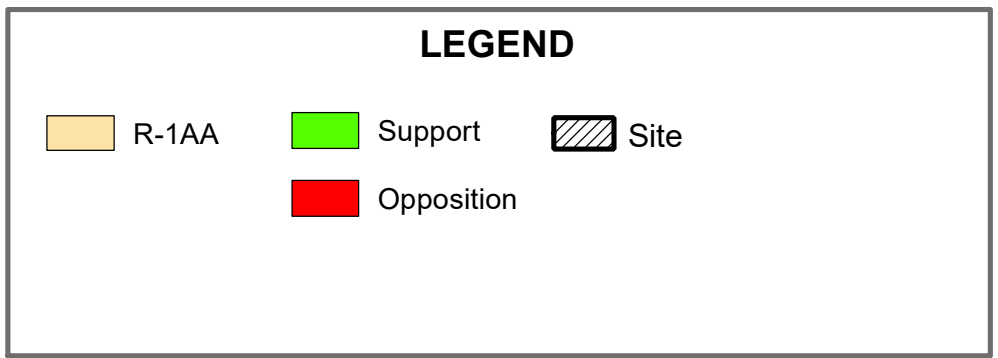 LEGEND
R-1AA
Support
Site
Opposition